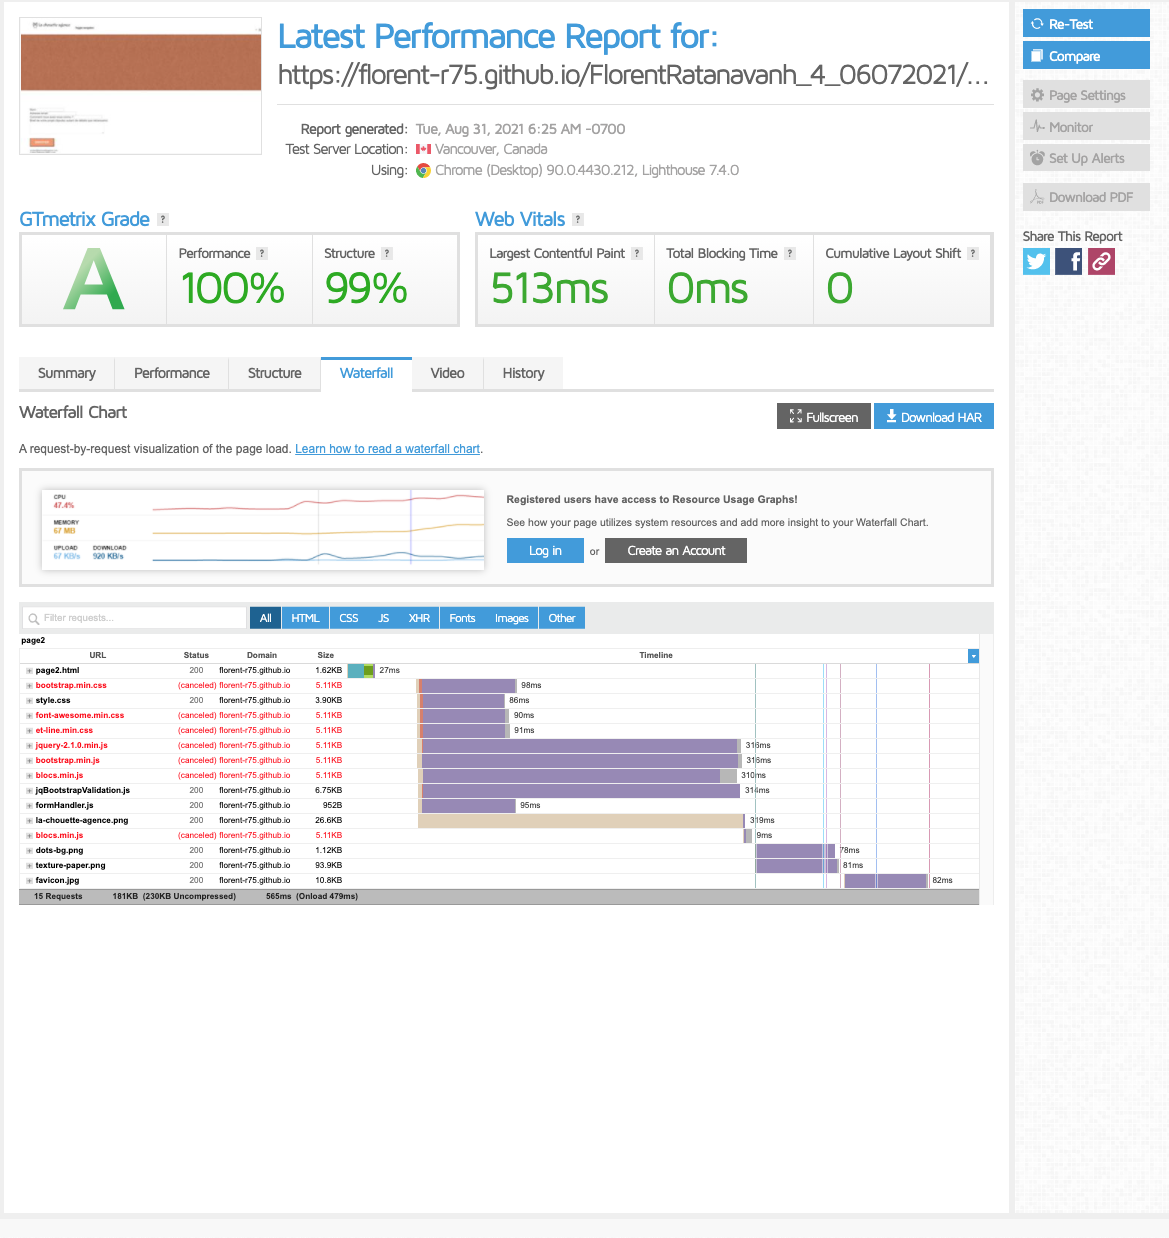 Latest Performance Report for:
https://florent-r75.github.io/FlorentRatanavanh_4_06072021/...
Report generated: Tue, Aug 31, 2021 6:25 AM -0700
Test Server Location: Vancouver, Canada
Using: Chrome (Desktop) 90.0.4430.212, Lighthouse 7.4.0
Re-Test
Compare
Page Settings
Monitor
Set Up Alerts
Download PDF
Share This Report
GTmetrix Grade ?
Web Vitals ?
A
Performance ?
100%
Structure ?
99%
Largest Contentful Paint ?
513ms
Total Blocking Time ?
0ms
Cumulative Layout Shift ?
0
Summary Performance Structure Waterfall Video History
Waterfall Chart
Fullscreen Download HAR
A request-by-request visualization of the page load. Learn how to read a waterfall chart.
CPU
47.4%
MEMORY
67 MB
UPLOAD DOWNLOAD
67 KB/s 920 KB/s
Registered users have access to Resource Usage Graphs!
See how your page utilizes system resources and add more insight to your Waterfall Chart.
Log in or Create an Account
Filter requests...
All HTML CSS JS XHR Fonts Images Other
page2
URL Status Domain Size Timeline
page2.html 200 florent-r75.github.io 1.62KB 27ms
bootstrap.min.css (canceled) florent-r75.github.io 5.11KB 98ms
style.css 200 florent-r75.github.io 3.90KB 86ms
font-awesome.min.css (canceled) florent-r75.github.io 5.11KB 90ms
et-line.min.css (canceled) florent-r75.github.io 5.11KB 91ms
jquery-2.1.0.min.js (canceled) florent-r75.github.io 5.11KB 316ms
bootstrap.min.js (canceled) florent-r75.github.io 5.11KB 316ms
blocs.min.js (canceled) florent-r75.github.io 5.11KB 310ms
jqBootstrapValidation.js 200 florent-r75.github.io 6.75KB 314ms
formHandler.js 200 florent-r75.github.io 952B 95ms
la-chouette-agence.png 200 florent-r75.github.io 26.6KB 319ms
blocs.min.js (canceled) florent-r75.github.io 5.11KB 9ms
dots-bg.png 200 florent-r75.github.io 1.12KB 78ms
texture-paper.png 200 florent-r75.github.io 93.9KB 81ms
favicon.jpg 200 florent-r75.github.io 10.8KB 82ms
15 Requests 181KB (230KB Uncompressed) 565ms (Onload 479ms)